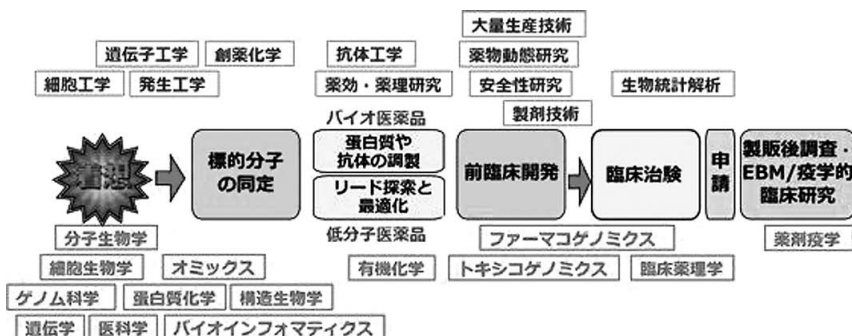 大量生産技術
遺伝子工学 創薬化学 抗体工学 薬物動態研究
細胞工学 発生工学 薬効・薬理研究 安全性研究 生物統計解析
製剤技術
バイオ医薬品
着想
標的分子
の同定
蛋白質や
抗体の調製
リード探索と
最適化
低分子医薬品
前臨床開発
臨床治験
申請
製販後調査・
EBM/疫学的
臨床研究
分子生物学 ファーマコゲノミクス 薬剤疫学
細胞生物学 オミックス 有機化学 トキシコゲノミクス 臨床薬理学
ゲノム科学 蛋白質化学 構造生物学
遺伝学 医科学 バイオインフォマティクス